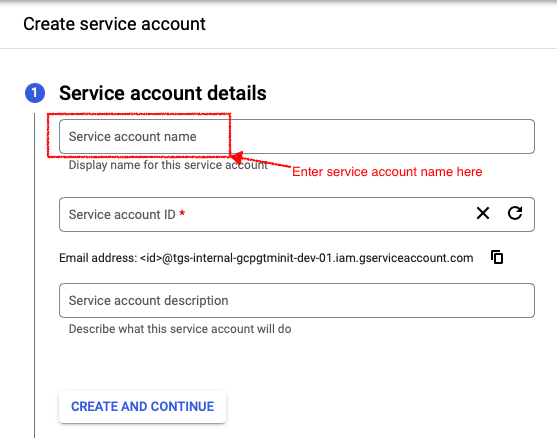 Create service account
1 Service account details
Service account name
Display name for this service account
Enter service account name here
Service account ID *
Email address: <id>@tgs-internal-gcpgtminit-dev-01.iam.gserviceaccount.com
Service account description
Describe what this service account will do
CREATE AND CONTINUE